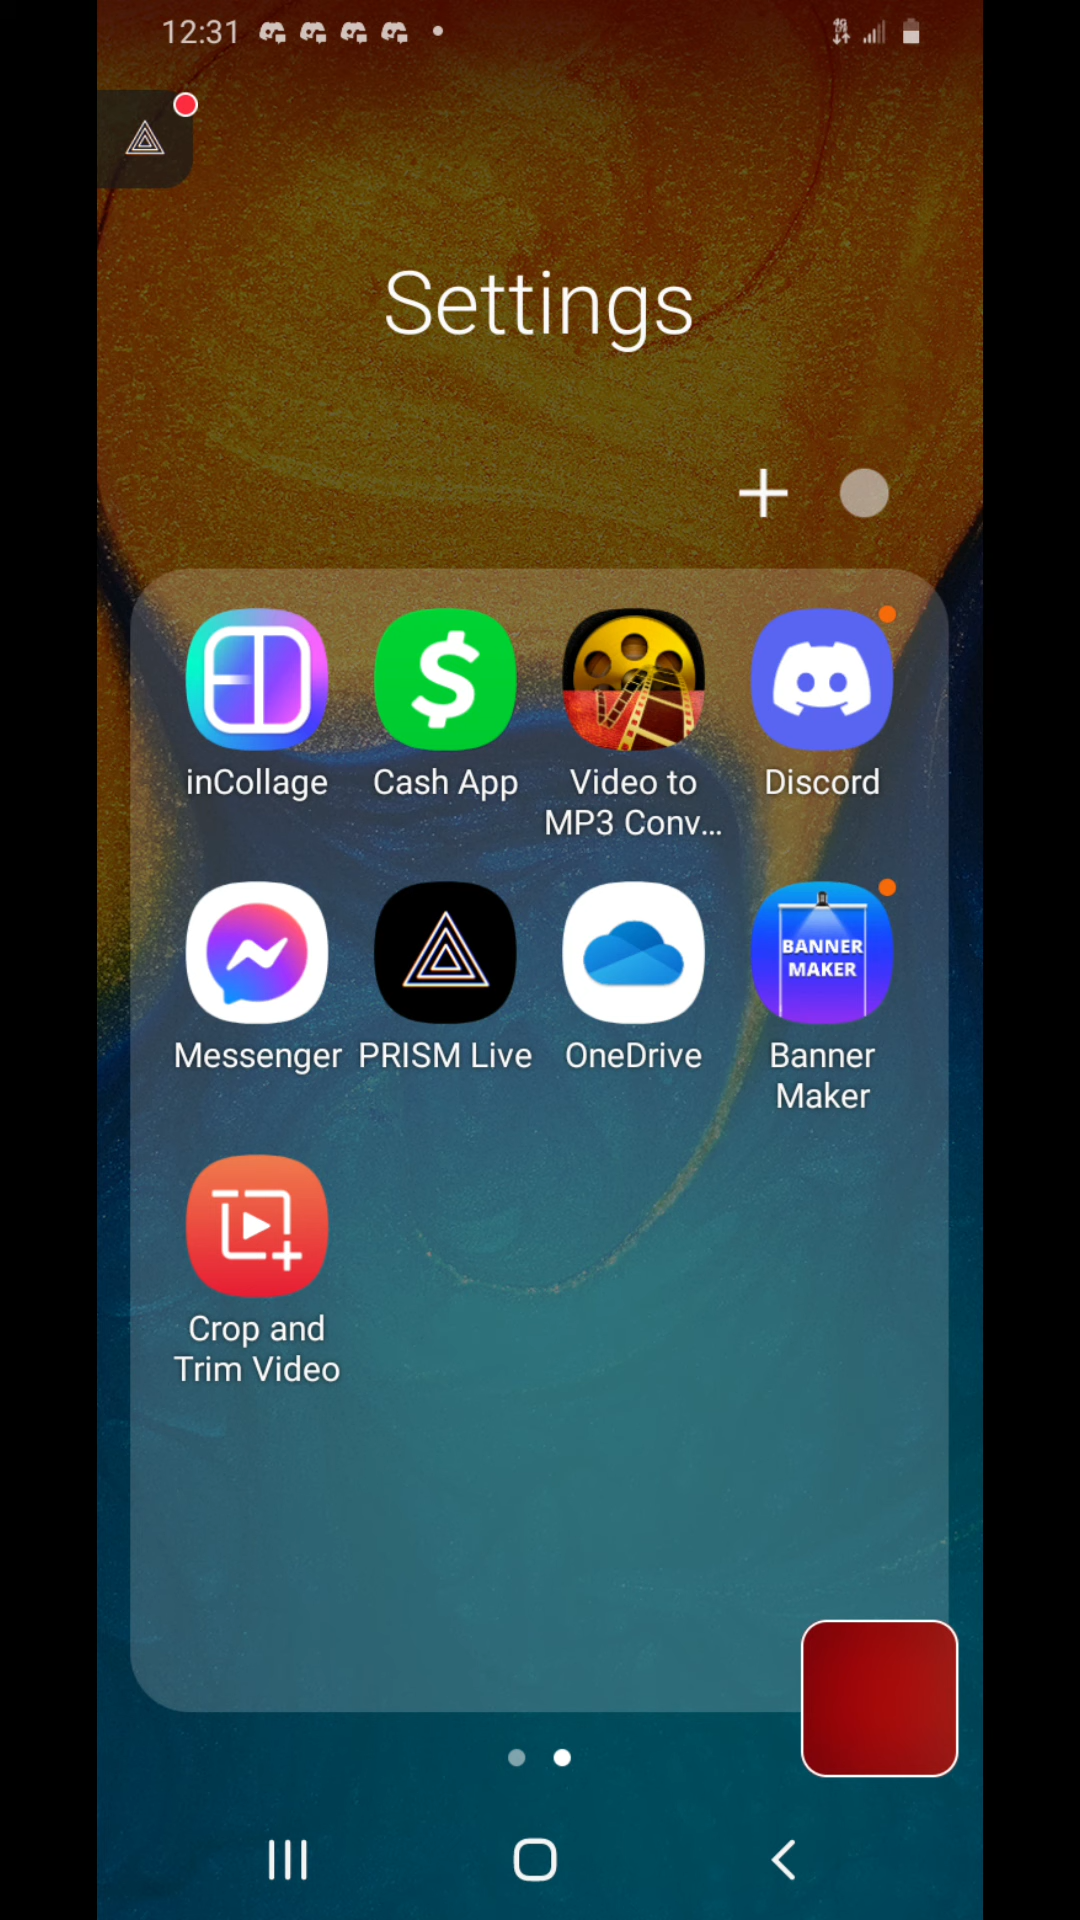 12:31
4G
Settings
inCollage
Cash App
Video to
MP3 Conv...
Discord
BANNER
MAKER
Messenger
PRISM Live
OneDrive
Banner
Maker
Crop and
Trim Video